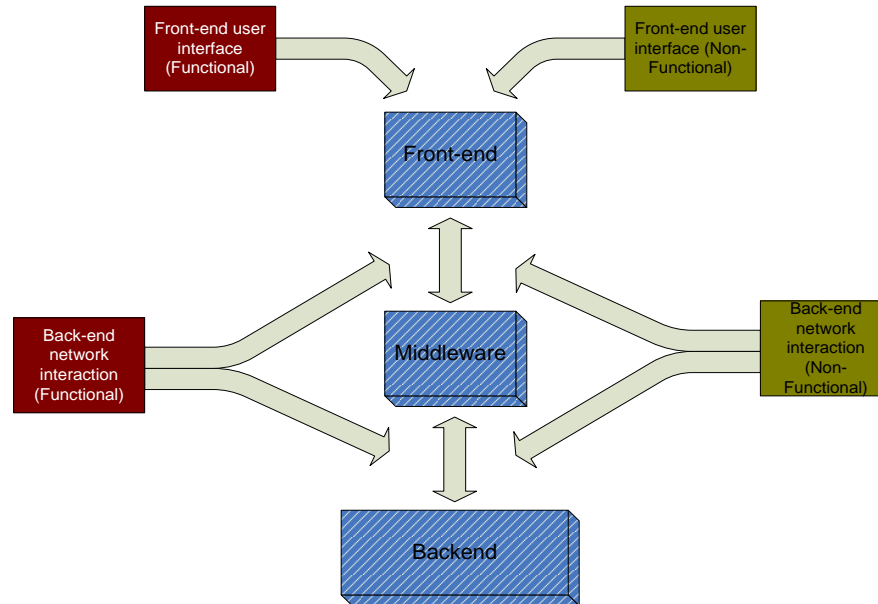 Front-end user
interface
(Functional)
Front-end user
interface (Non-
Functional)
Front-end
Back-end
network
interaction
(Functional)
Middleware
Back-end
network
interaction
(Non-
Functional)
Backend